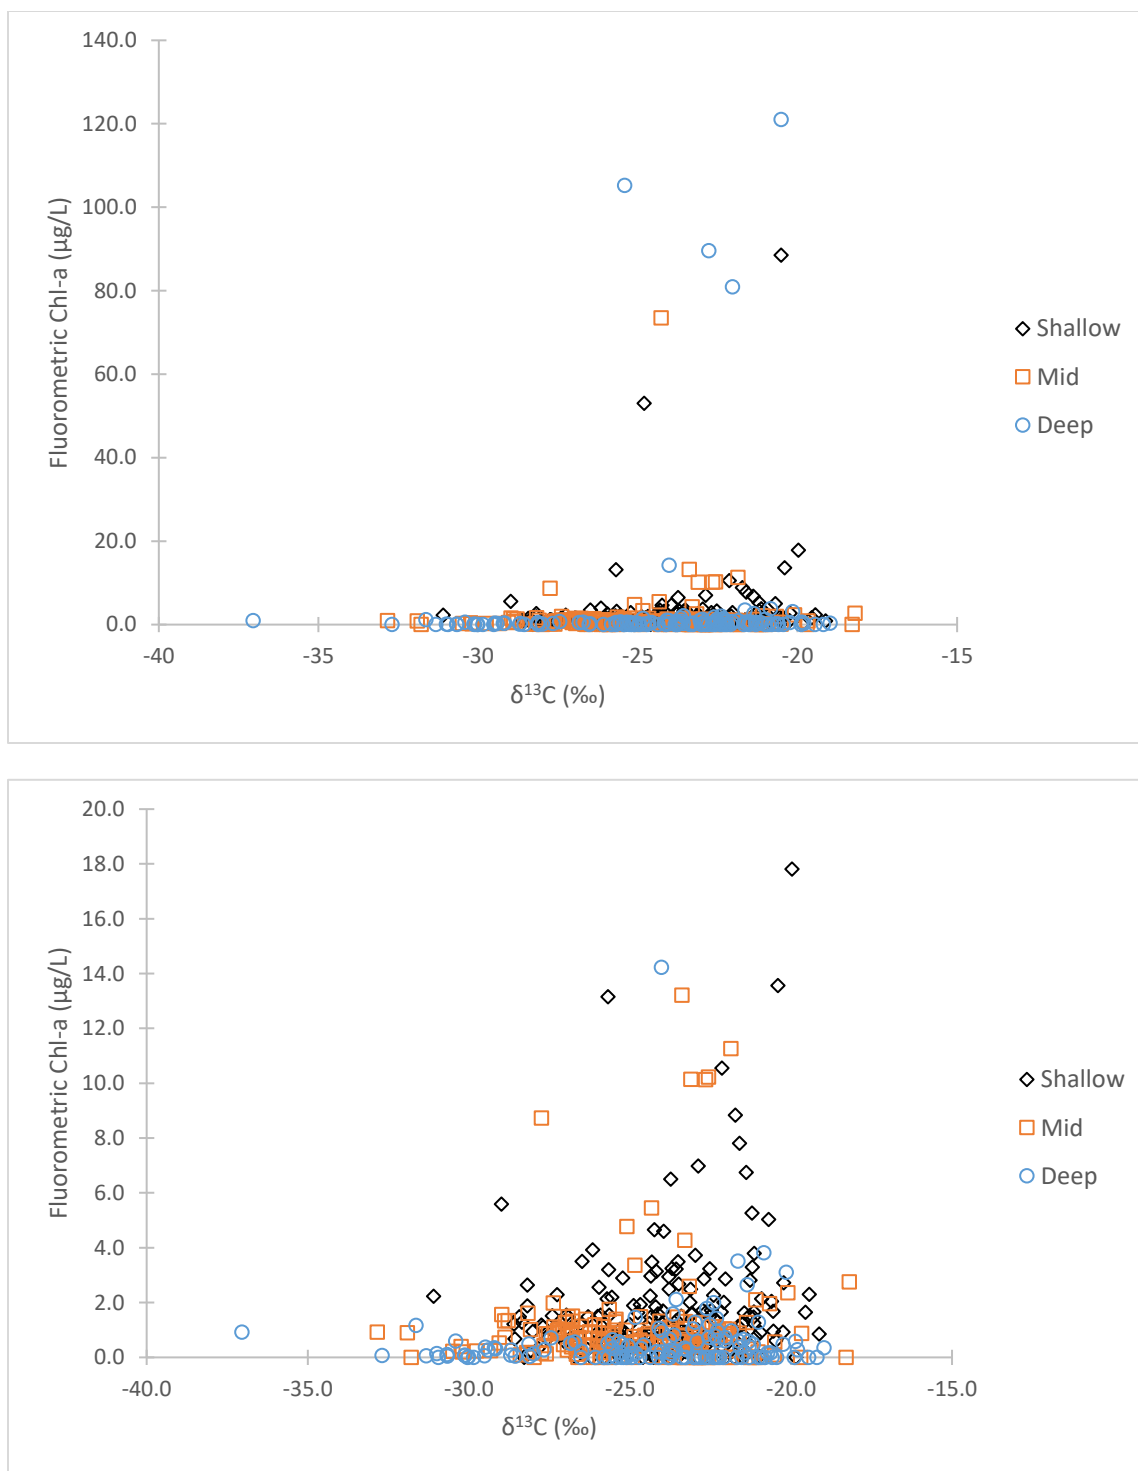 140.0
120.0
100.0
80.0
60.0
40.0
20.0
0.0
-40 -35 -30 -25 -20 -15
Fluorometric Chl-a (µg/L)
δ¹³C (‰)
Shallow
Mid
Deep
20.0
18.0
16.0
14.0
12.0
10.0
8.0
6.0
4.0
2.0
0.0
-40.0 -35.0 -30.0 -25.0 -20.0 -15.0
Fluorometric Chl-a (µg/L)
δ¹³C (‰)
Shallow
Mid
Deep